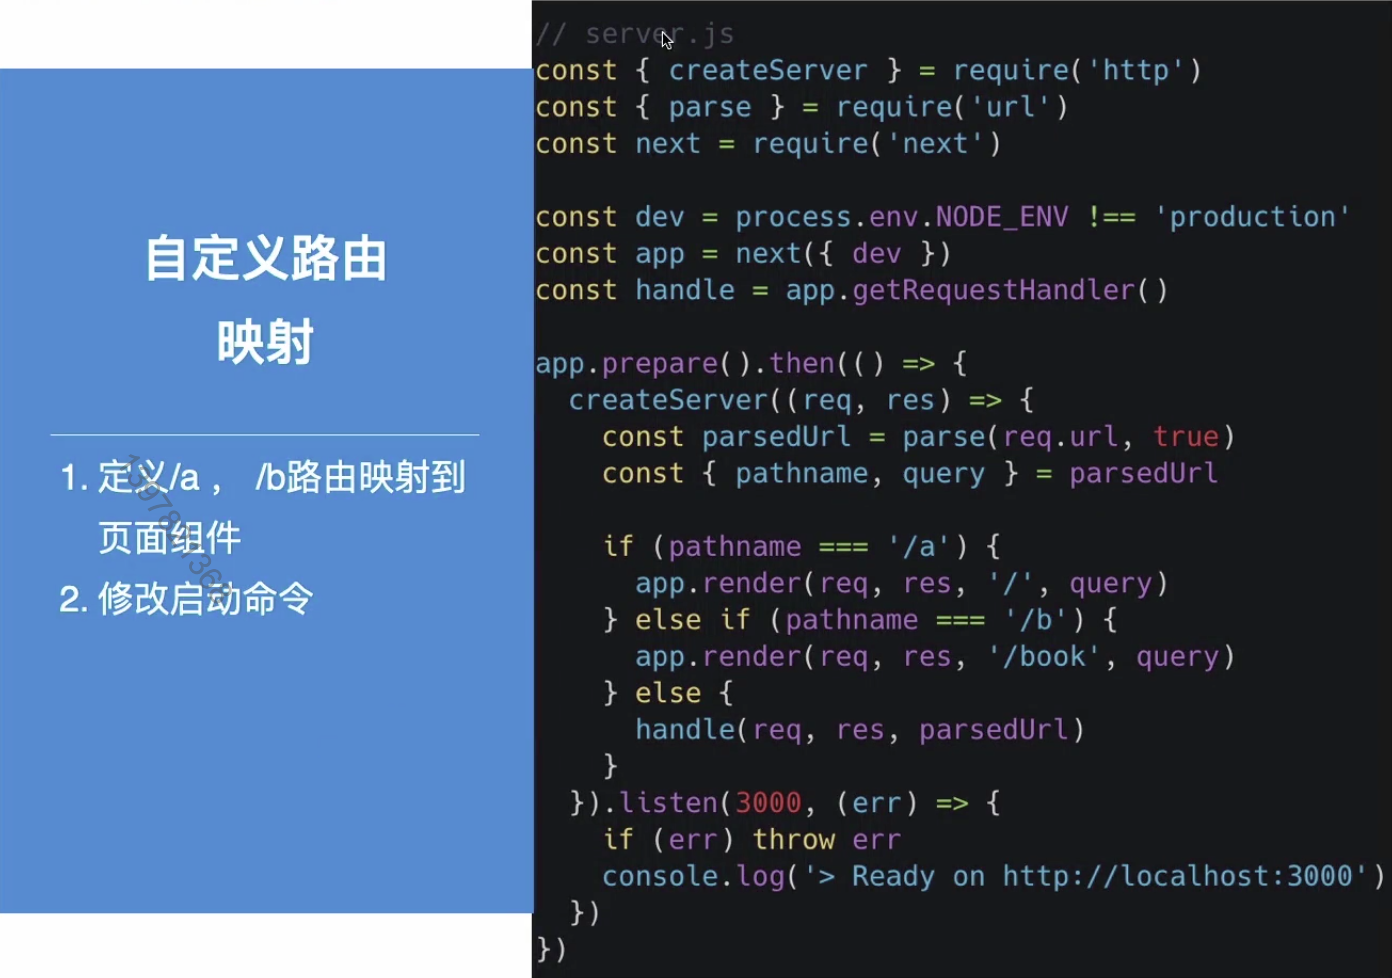 自定义路由
映射
1. 定义/a ， /b路由映射到
页面组件
2. 修改启动命令
// server.js
const { createServer } = require('http')
const { parse } = require('url')
const next = require('next')
const dev = process.env.NODE_ENV !== 'production'
const app = next({ dev })
const handle = app.getRequestHandler()
app.prepare().then(() => {
  createServer((req, res) => {
    const parsedUrl = parse(req.url, true)
    const { pathname, query } = parsedUrl
    if (pathname === '/a') {
      app.render(req, res, '/', query)
    } else if (pathname === '/b') {
      app.render(req, res, '/book', query)
    } else {
      handle(req, res, parsedUrl)
    }
  }).listen(3000, (err) => {
    if (err) throw err
    console.log('> Ready on http://localhost:3000')
  })
})